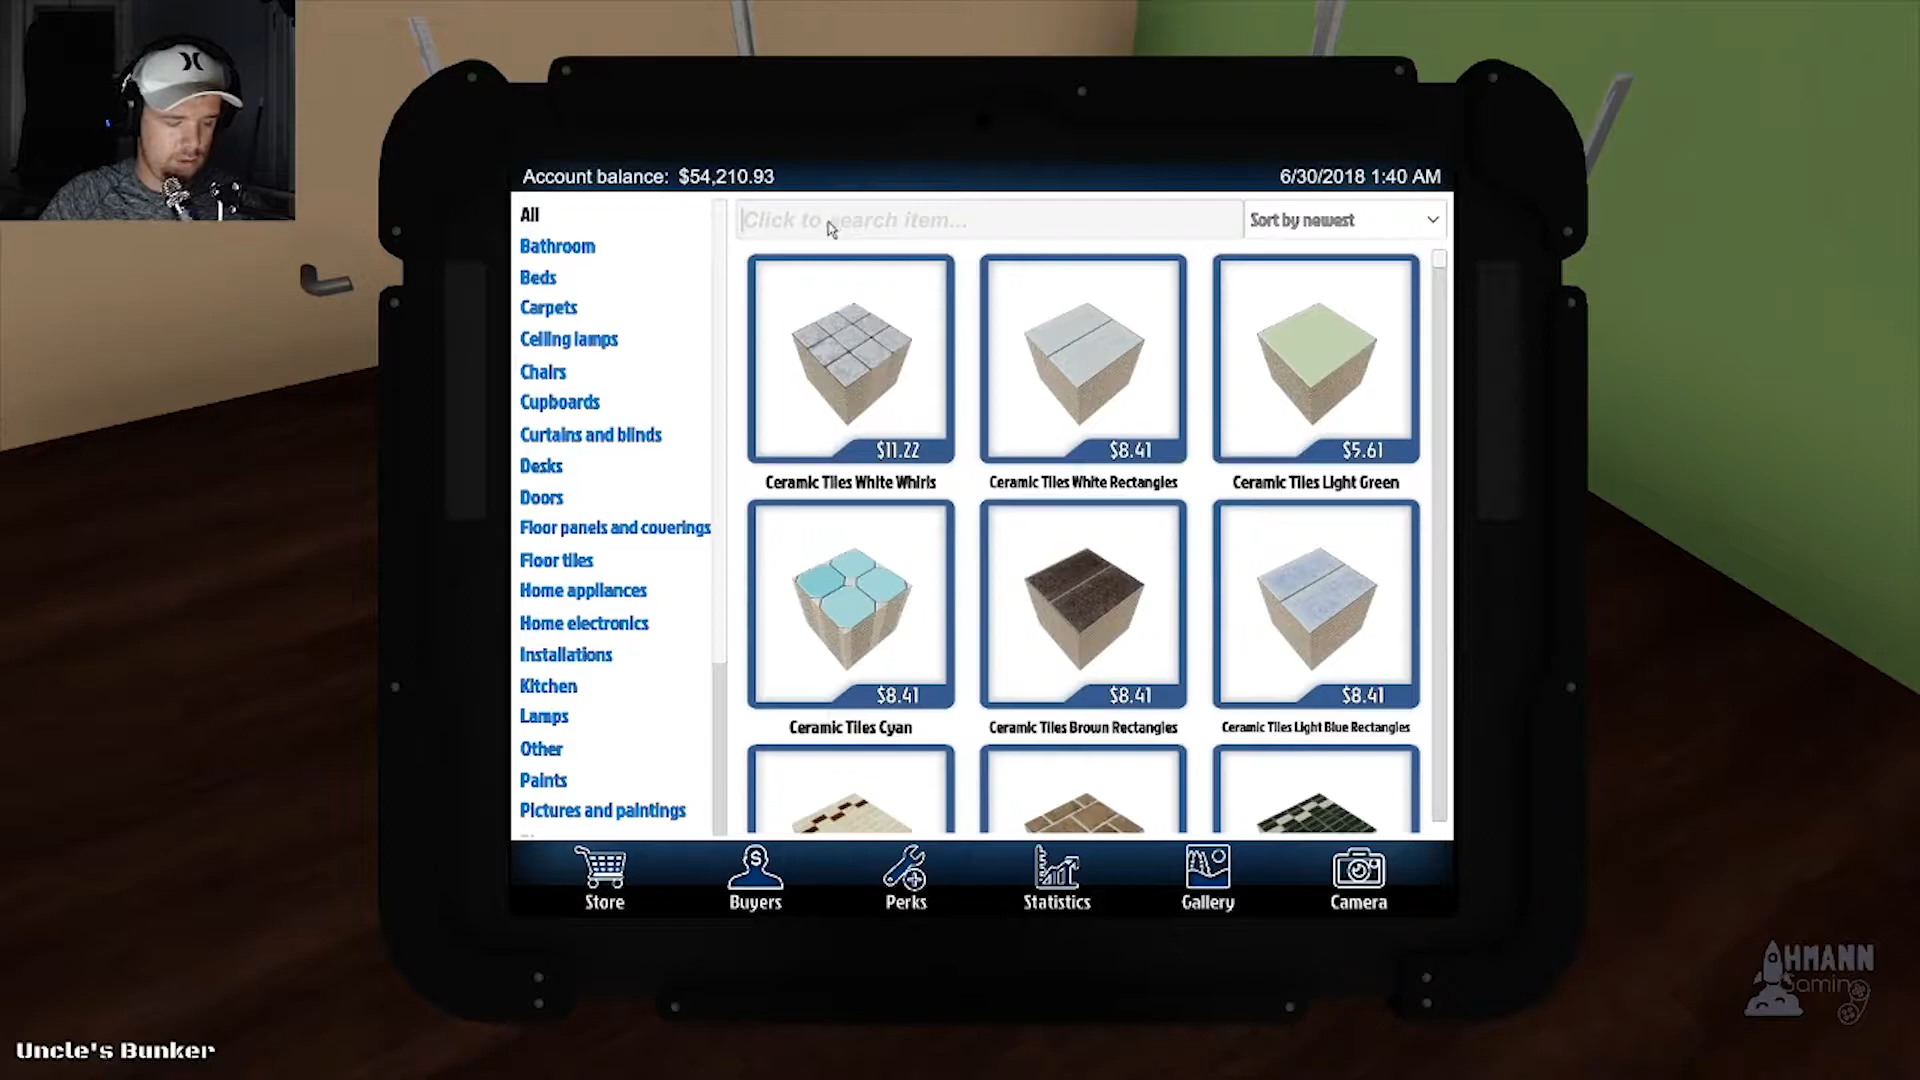 Account balance: $54,210.93
6/30/2018 1:40 AM
All
Bathroom
Beds
Carpets
Ceiling lamps
Chairs
Cupboards
Curtains and blinds
Desks
Doors
Floor panels and coverings
Floor tiles
Home appliances
Home electronics
Installations
Kitchen
Lamps
Other
Paints
Pictures and paintings
Click to search item...
Sort by newest
$11.22
$8.41
$5.61
Ceramic Tiles White Whirls
Ceramic Tiles White Rectangles
Ceramic Tiles Light Green
$8.41
$8.41
$8.41
Ceramic Tiles Cyan
Ceramic Tiles Brown Rectangles
Ceramic Tiles Light Blue Rectangles
Store
Buyers
Perks
Statistics
Gallery
Camera
Uncle's Bunker
AHMANN
Gaming